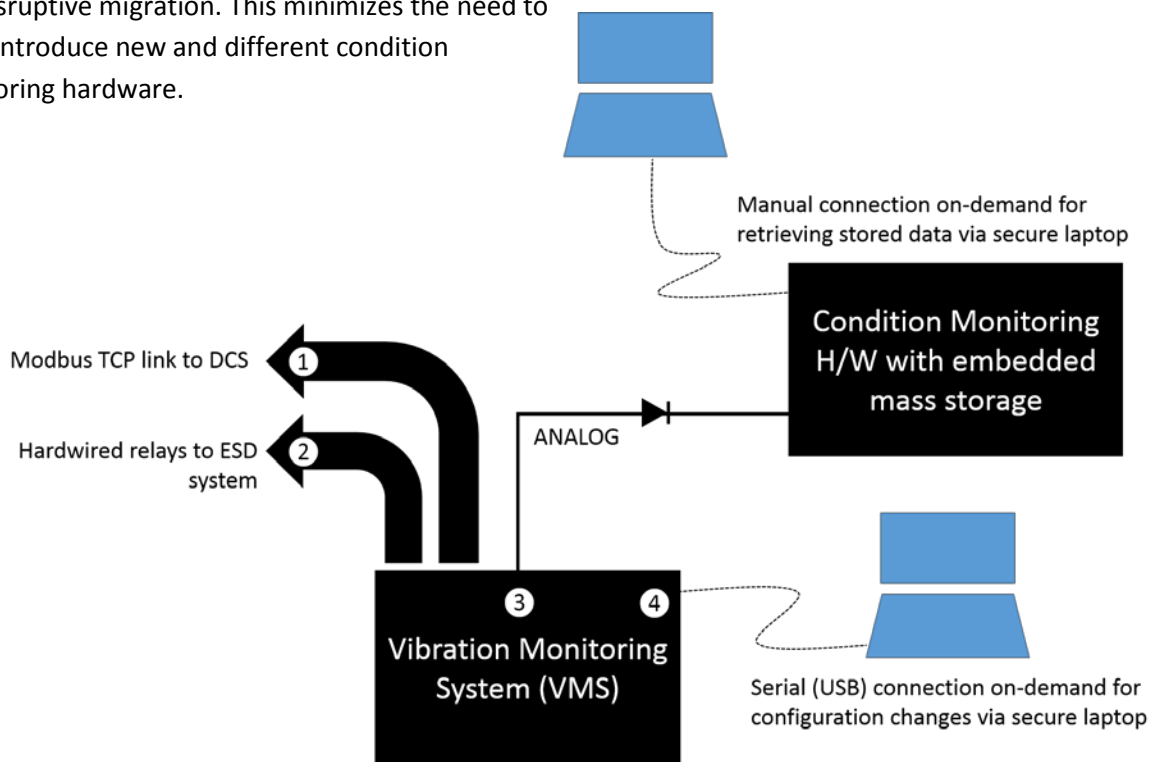 ruptive migration. This minimizes the need to
ntroduce new and different condition
oring hardware.
Manual connection on-demand for
retrieving stored data via secure laptop
Condition Monitoring
H/W with embedded
mass storage
Modbus TCP link to DCS
1
ANALOG
Hardwired relays to ESD
system
2
3
4
Vibration Monitoring
System (VMS)
Serial (USB) connection on-demand for
configuration changes via secure laptop